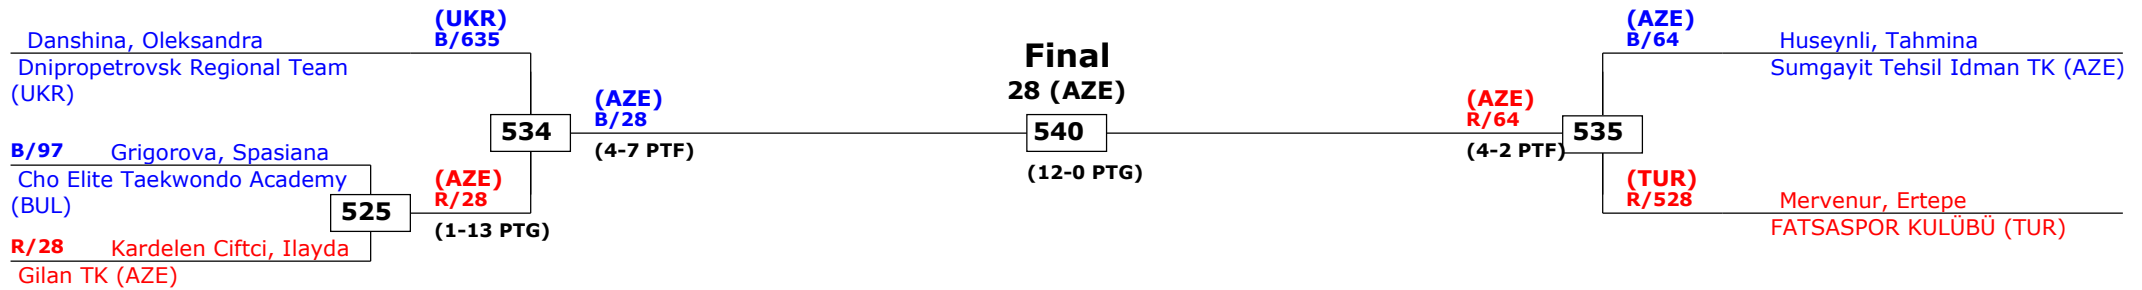 (UKR)
B/635
Danshina, Oleksandra
Dnipropetrovsk Regional Team
(UKR)
B/97
Grigorova, Spasiana
Cho Elite Taekwondo Academy
(BUL)
525
R/28
Kardelen Ciftci, Ilayda
Gilan TK (AZE)
(AZE)
R/28
(1-13 PTG)
534
(AZE)
B/28
(4-7 PTF)
Final
28 (AZE)
540
(12-0 PTG)
(AZE)
R/64
(4-2 PTF)
535
(AZE)
B/64
Huseynli, Tahmina
Sumgayit Tehsil Idman TK (AZE)
(TUR)
R/528
Mervenur, Ertepe
FATSASPOR KULÜBÜ (TUR)